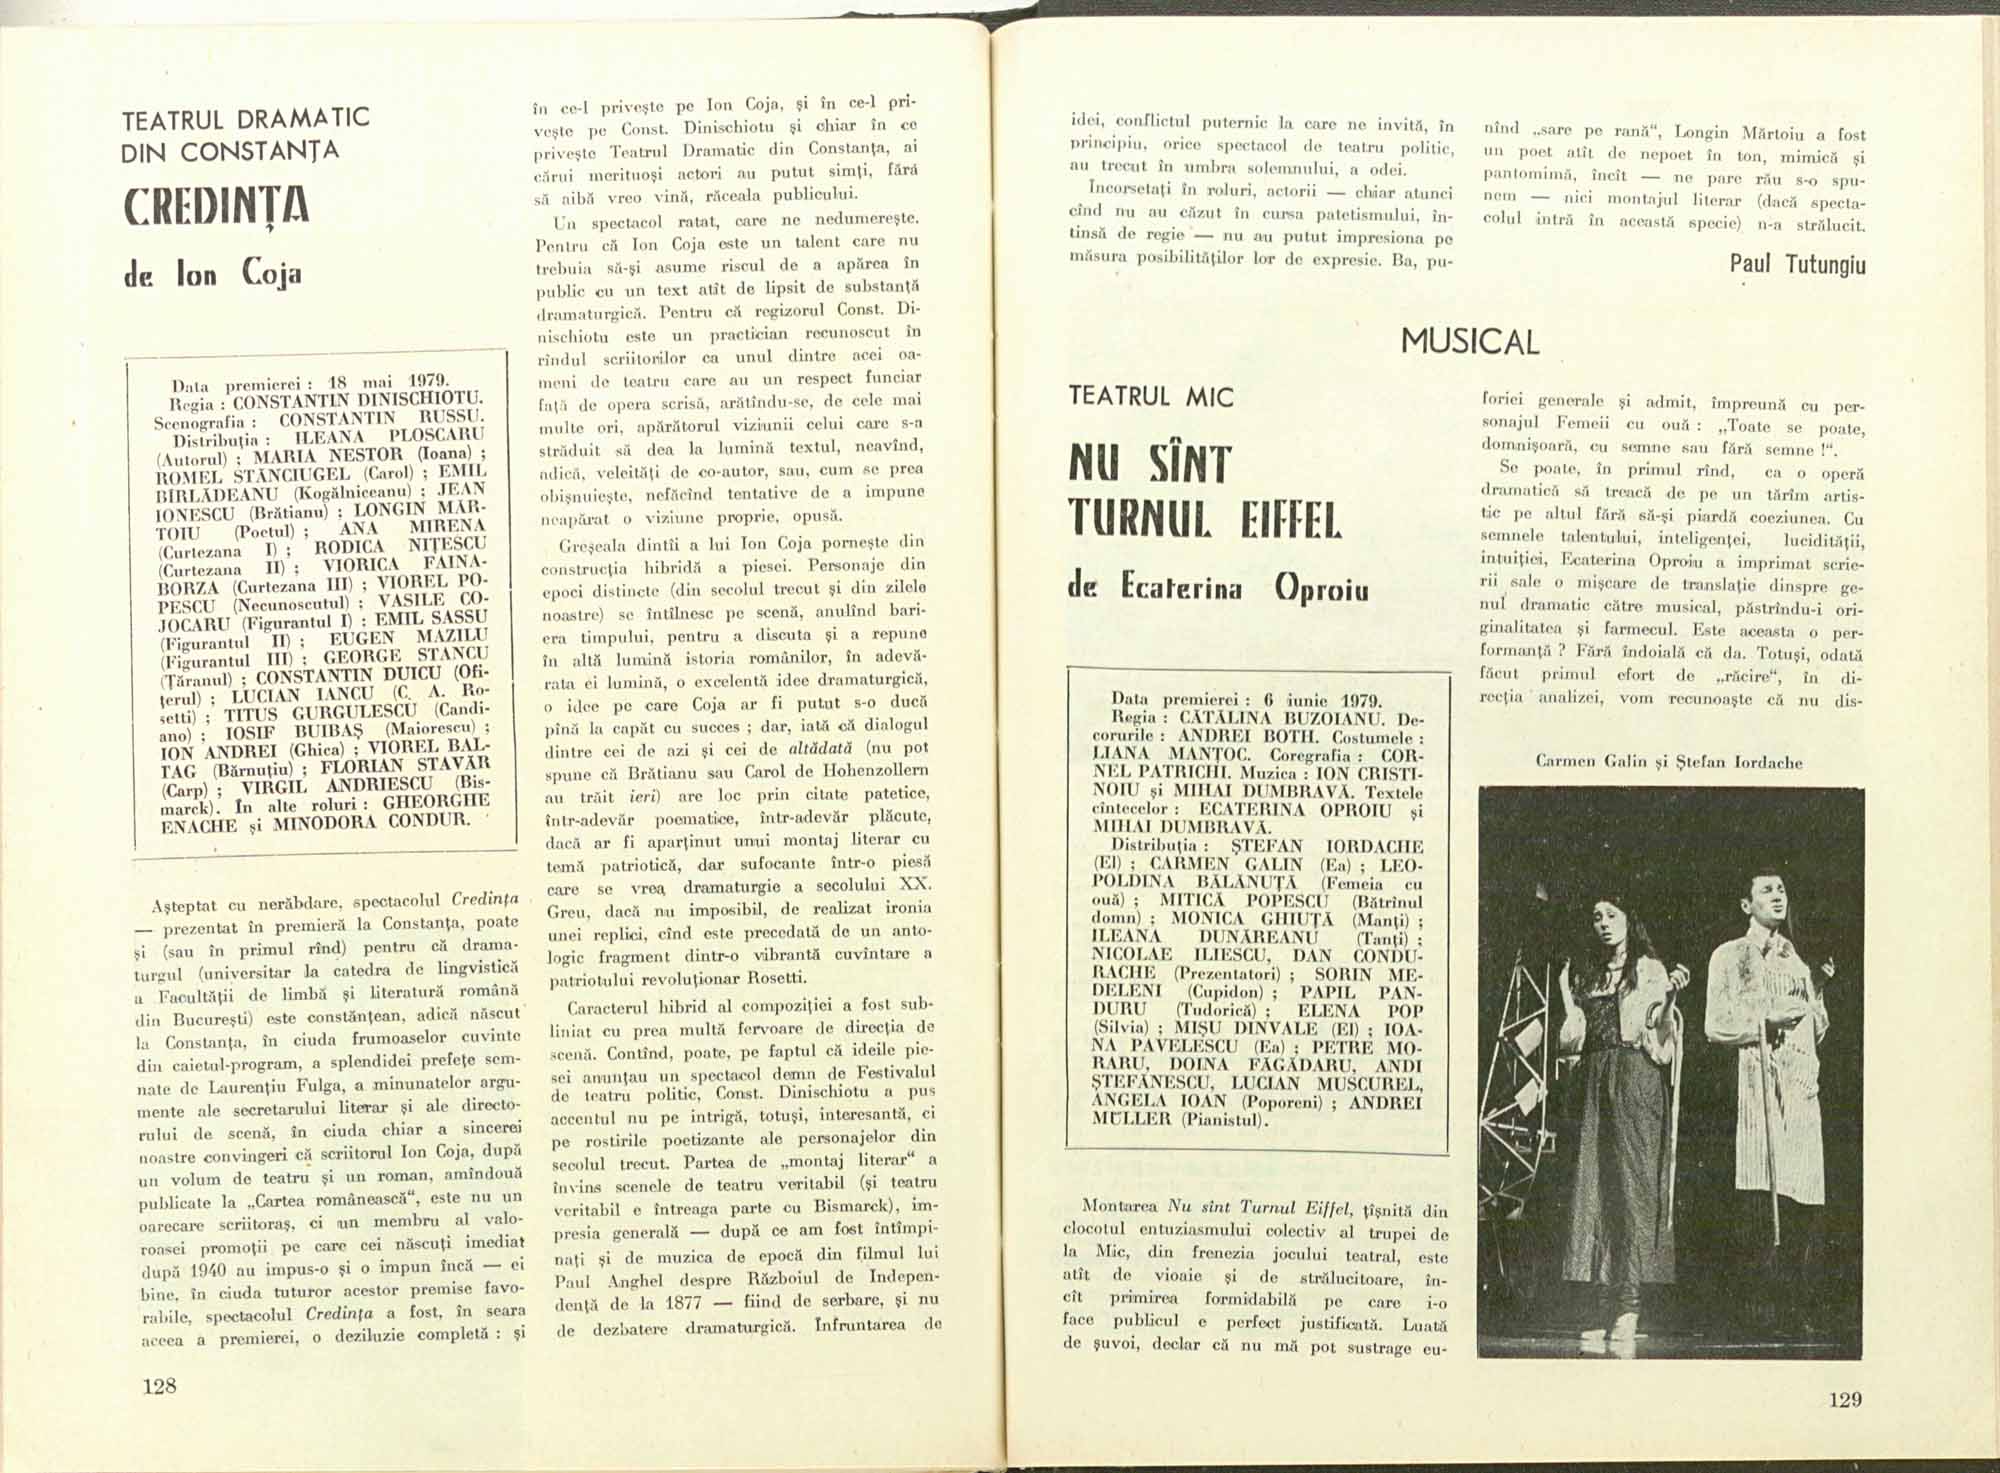 TEATRUL DRAMATIC
DIN CONSTANȚA
CREDINȚA
de Ion Coja
Data premierei : 18 mai 1979.
Regia : CONSTANTIN DINISCHIOTU.
Scenografia : CONSTANTIN RUSSU.
Distribuția : ILEANA PLOSCARU
(Autorul) ; MARIA NESTOR (Ioana) ;
ROMEL STĂNCIUGEL (Carol) ; EMIL
BÎRLĂDEANU (Kogălniceanu) ; JEAN
IONESCU (Brătianu) ; LONGIN MĂR-
TOIU (Poetul) ; ANA MIRENA
(Curtezana I) ; RODICA NIȚESCU
(Curtezana II) ; VIORICA FAINA-
BORZA (Curtezana III) ; VIOREL PO-
PESCU (Necunoscutul) ; VASILE CO-
JOCARU (Figurantul I) ; EMIL SASSU
(Figurantul II) ; EUGEN MAZILU
(Figurantul III) ; GEORGE STANCU
(Țăranul) ; CONSTANTIN DUICU (Ofi-
țerul) ; LUCIAN IANCU (C. A. Ro-
setti) ; TITUS GURGULESCU (Candi-
ano) ; IOSIF BUIBAȘ (Maiorescu) ;
ION ANDREI (Ghica) ; VIOREL BAL-
TAG (Bărnuțiu) ; FLORIAN STAVĂR
(Carp) ; VIRGIL ANDRIESCU (Bis-
marck). În alte roluri : GHEORGHE
ENACHE și MINODORA CONDUR.
Așteptat cu nerăbdare, spectacolul Credința
— prezentat în premieră la Constanța, poate
și (sau în primul rînd) pentru că drama-
turgul (universitar la catedra de lingvistică
a Facultății de limbă și literatură română
din București) este constănțean, adică născut
la Constanța, în ciuda frumoaselor cuvinte
din caietul-program, a splendidei prefețe sem-
nate de Laurențiu Fulga, a minunatelor argu-
mente ale secretarului literar și ale directo-
rului de scenă, în ciuda chiar a sincerei
noastre convingeri că scriitorul Ion Coja, după
un volum de teatru și un roman, amîndouă
publicate la „Cartea românească“, este nu un
oarecare scriitoraș, ci un membru al valo-
roasei promoții pe care cei născuți imediat
după 1940 au impus-o și o impun încă — ei
bine, în ciuda tuturor acestor premise favo-
rabile, spectacolul Credința a fost, în seara
aceea a premierei, o deziluzie completă : și
128
în ce-l privește pe Ion Coja, și în ce-l pri-
vește pe Const. Dinischiotu și chiar în ce
privește Teatrul Dramatic din Constanța, ai
cărui merituoși actori au putut simți, fără
să aibă vreo vină, răceala publicului.
Un spectacol ratat, care ne nedumerește.
Pentru că Ion Coja este un talent care nu
trebuia să-și asume riscul de a apărea în
public cu un text atît de lipsit de substanță
dramaturgică. Pentru că regizorul Const. Di-
nischiotu este un practician recunoscut în
rîndul scriitorilor ca unul dintre acei oa-
meni de teatru care au un respect funciar
față de opera scrisă, arătîndu-se, de cele mai
multe ori, apărătorul viziunii celui care s-a
străduit să dea la lumină textul, neavînd,
adică, veleități de co-autor, sau, cum se prea
obișnuiește, nefăcînd tentative de a impune
neapărat o viziune proprie, opusă.
Greșeala dintîi a lui Ion Coja pornește din
construcția hibridă a piesei. Personaje din
epoci distincte (din secolul trecut și din zilele
noastre) se întîlnesc pe scenă, anulînd bari-
era timpului, pentru a discuta și a repune
în altă lumină istoria românilor, în adevă-
rata ei lumină, o excelentă idee dramaturgică,
o idee pe care Coja ar fi putut s-o ducă
pînă la capăt cu succes ; dar, iată că dialogul
dintre cei de azi și cei de altădată (nu pot
spune că Brătianu sau Carol de Hohenzollern
au trăit ieri) are loc prin citate patetice,
într-adevăr poematice, într-adevăr plăcute,
dacă ar fi aparținut unui montaj literar cu
temă patriotică, dar sufocante într-o piesă
care se vrea dramaturgie a secolului XX.
Greu, dacă nu imposibil, de realizat ironia
unei replici, cînd este precedată de un anto-
logic fragment dintr-o vibrantă cuvîntare a
patriotului revoluționar Rosetti.
Caracterul hibrid al compoziției a fost sub-
liniat cu prea multă fervoare de direcția de
scenă. Contînd, poate, pe faptul că ideile pie-
sei anunțau un spectacol demn de Festivalul
de teatru politic, Const. Dinischiotu a pus
accentul nu pe intrigă, totuși, interesantă, ci
pe rostirile poetizante ale personajelor din
secolul trecut. Partea de „montaj literar“ a
învins scenele de teatru veritabil (și teatru
veritabil e întreaga parte cu Bismarck), im-
presia generală — după ce am fost întîmpi-
nați și de muzica de epocă din filmul lui
Paul Anghel despre Războiul de Indepen-
dență de la 1877 — fiind de serbare, și nu
de dezbatere dramaturgică. Înfruntarea de
idei, conflictul puternic la care ne invită, în
principiu, orice spectacol de teatru politic,
au trecut în umbra solemnului, a odei.
Încorsetați în roluri, actorii — chiar atunci
cînd nu au căzut în cursa patetismului, în-
tinsă de regie — nu au putut impresiona pe
măsura posibilităților lor de expresie. Ba, pu-
nînd „sare pe rană“, Longin Mărtoiu a fost
un poet atît de nepoet în ton, mimică și
pantomimă, încît — ne pare rău s-o spu-
nem — nici montajul literar (dacă specta-
colul intră în această specie) n-a strălucit.
Paul Tutungiu
MUSICAL
TEATRUL MIC
NU SÎNT
TURNUL EIFFEL
de Ecaterina Oproiu
Data premierei : 6 iunie 1979.
Regia : CĂTĂLINA BUZOIANU. De-
corurile : ANDREI BOTH. Costumele :
LIANA MANȚOC. Coregrafia : COR-
NEL PATRICHI. Muzica : ION CRISTI-
NOIU și MIHAI DUMBRAVĂ. Textele
cîntecelor : ECATERINA OPROIU și
MIHAI DUMBRAVĂ.
Distribuția : ȘTEFAN IORDACHE
(El) ; CARMEN GALIN (Ea) ; LEO-
POLDINA BĂLĂNUȚĂ (Femeia cu
ouă) ; MITICĂ POPESCU (Bătrînul
domn) ; MONICA GHIUȚĂ (Manți) ;
ILEANA DUNĂREANU (Tanți) ;
NICOLAE ILIESCU, DAN CONDU-
RACHE (Prezentatori) ; SORIN ME-
DELENI (Cupidon) ; PAPIL PAN-
DURU (Tudorică) ; ELENA POP
(Silvia) ; MIȘU DINVALE (El) ; IOA-
NA PAVELESCU (Ea) ; PETRE MO-
RARU, DOINA FĂGĂDARU, ANDI
ȘTEFĂNESCU, LUCIAN MUSCUREL,
ANGELA IOAN (Poporeni) ; ANDREI
MÜLLER (Pianistul).
Montarea Nu sînt Turnul Eiffel, țîșnită din
clocotul entuziasmului colectiv al trupei de
la Mic, din frenezia jocului teatral, este
atît de vioaie și de strălucitoare, în-
cît primirea formidabilă pe care i-o
face publicul e perfect justificată. Luată
de șuvoi, declar că nu mă pot sustrage eu-
foriei generale și admit, împreună cu per-
sonajul Femeii cu ouă : „Toate se poate,
domnișoară, cu semne sau fără semne !“.
Se poate, în primul rînd, ca o operă
dramatică să treacă de pe un tărîm artis-
tic pe altul fără să-și piardă coeziunea. Cu
semnele talentului, inteligenței, lucidității,
intuiției, Ecaterina Oproiu a imprimat scrie-
rii sale o mișcare de translație dinspre ge-
nul dramatic către musical, păstrîndu-i ori-
ginalitatea și farmecul. Este aceasta o per-
formanță ? Fără îndoială că da. Totuși, odată
făcut primul efort de „răcire“, în di-
recția analizei, vom recunoaște că nu dis-
Carmen Galin și Ștefan Iordache
129